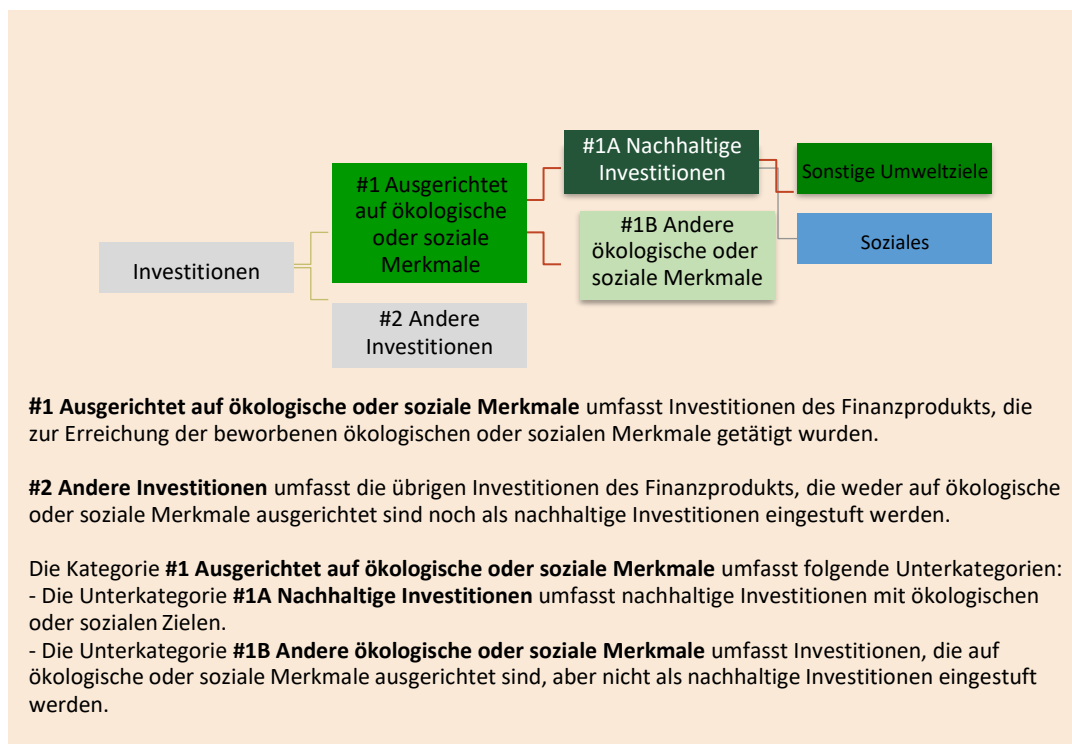 #1A Nachhaltige
Investitionen
Sonstige Umweltziele
#1 Ausgerichtet
auf ökologische
oder soziale
Merkmale
#1B Andere
ökologische oder
soziale Merkmale
Soziales
Investitionen
#2 Andere
Investitionen
#1 Ausgerichtet auf ökologische oder soziale Merkmale umfasst Investitionen des Finanzprodukts, die
zur Erreichung der beworbenen ökologischen oder sozialen Merkmale getätigt wurden.
#2 Andere Investitionen umfasst die übrigen Investitionen des Finanzprodukts, die weder auf ökologische
oder soziale Merkmale ausgerichtet sind noch als nachhaltige Investitionen eingestuft werden.
Die Kategorie #1 Ausgerichtet auf ökologische oder soziale Merkmale umfasst folgende Unterkategorien:
- Die Unterkategorie #1A Nachhaltige Investitionen umfasst nachhaltige Investitionen mit ökologischen
oder sozialen Zielen.
- Die Unterkategorie #1B Andere ökologische oder soziale Merkmale umfasst Investitionen, die auf
ökologische oder soziale Merkmale ausgerichtet sind, aber nicht als nachhaltige Investitionen eingestuft
werden.